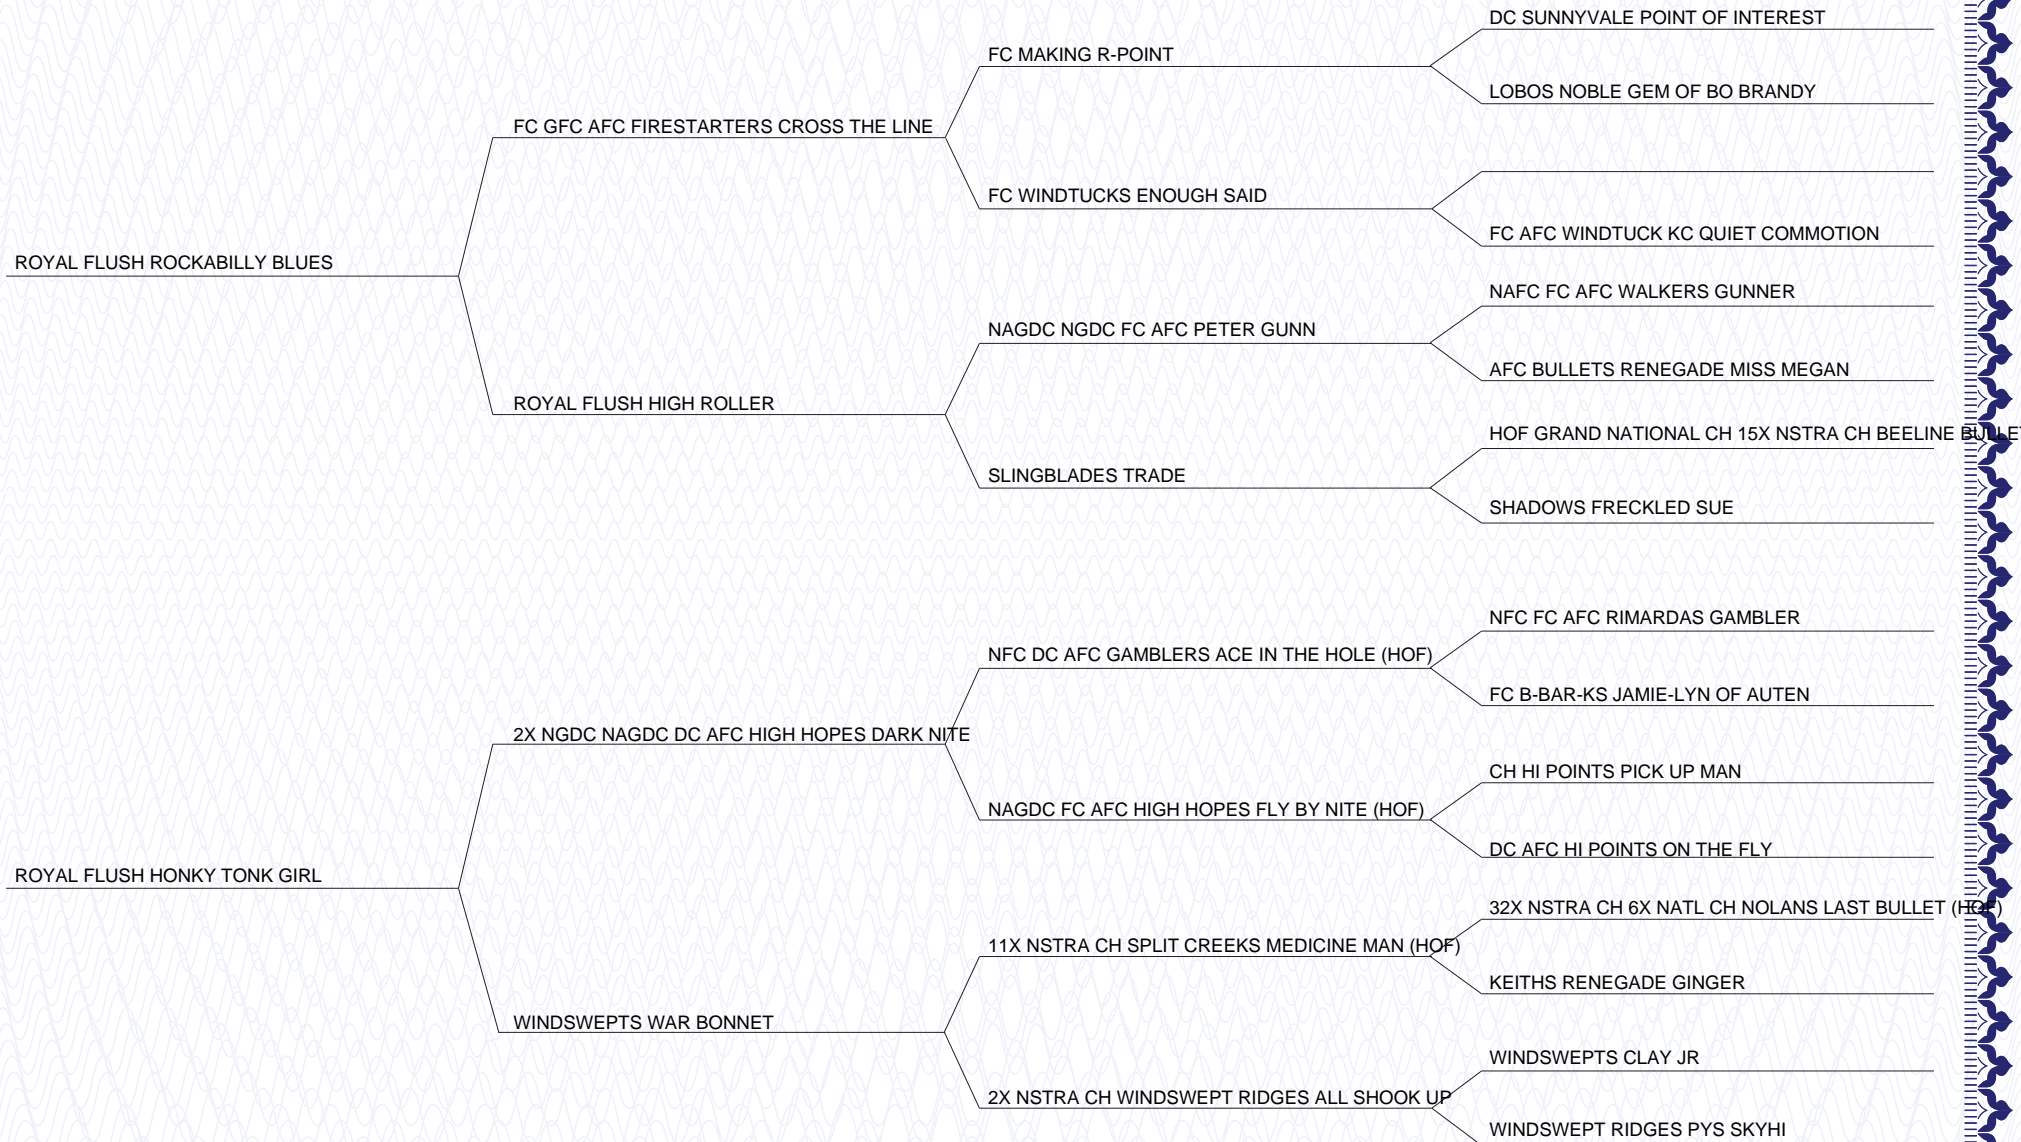 DC SUNNYVALE POINT OF INTEREST
FC MAKING R-POINT
LOBOS NOBLE GEM OF BO BRANDY
FC GFC AFC FIRESTARTERS CROSS THE LINE
FC WINDTUCKS ENOUGH SAID
FC AFC WINDTUCK KC QUIET COMMOTION
ROYAL FLUSH ROCKABILLY BLUES
NAFC FC AFC WALKERS GUNNER
NAGDC NGDC FC AFC PETER GUNN
AFC BULLETS RENEGADE MISS MEGAN
ROYAL FLUSH HIGH ROLLER
HOF GRAND NATIONAL CH 15X NSTRA CH BEELINE
SLINGBLADES TRADE
SHADOWS FRECKLED SUE
NFC FC AFC RIMARDAS GAMBLER
NFC DC AFC GAMBLERS ACE IN THE HOLE (HOF)
FC B-BAR-KS JAMIE-LYN OF AUTEN
2X NGDC NAGDC DC AFC HIGH HOPES DARK NITE
CH HI POINTS PICK UP MAN
NAGDC FC AFC HIGH HOPES FLY BY NITE (HOF)
DC AFC HI POINTS ON THE FLY
ROYAL FLUSH HONKY TONK GIRL
32X NSTRA CH 6X NATL CH NOLANS LAST BULLET (HOF)
11X NSTRA CH SPLIT CREEKS MEDICINE MAN (HOF)
KEITHS RENEGADE GINGER
WINDSWEPTS WAR BONNET
WINDSWEPTS CLAY JR
2X NSTRA CH WINDSWEPT RIDGES ALL SHOOK UP
WINDSWEPT RIDGES PYS SKYHI